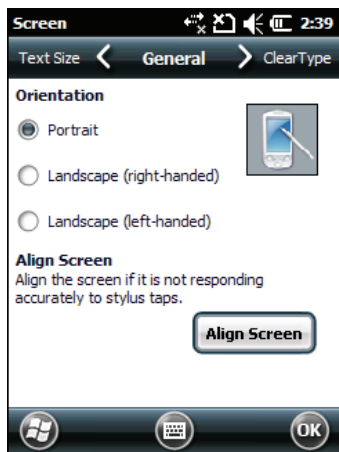 Screen 2:39
Text Size General ClearType
Orientation
Portrait
Landscape (right-handed)
Landscape (left-handed)
Align Screen
Align the screen if it is not responding
accurately to stylus taps.
Align Screen
OK